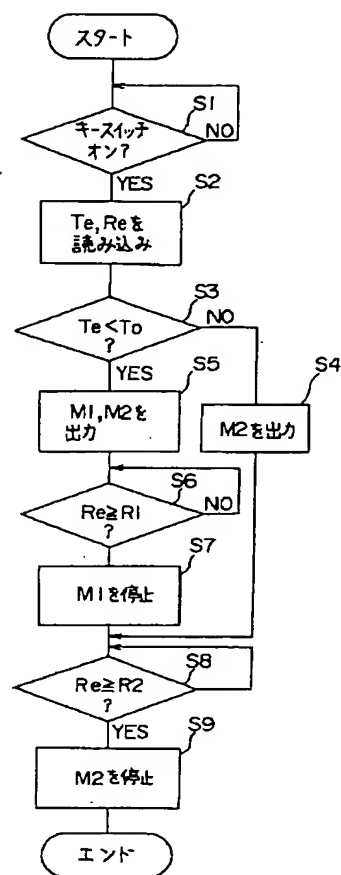 スタート
S1
キースイッチ
オン?
NO
YES
S2
Te,Reを
読み込み
S3
Te<To
?
NO
YES
S4
M2を出力
S5
M1,M2を
出力
S6
Re≧R1
?
NO
S7
M1を停止
S8
Re≧R2
?
YES
S9
M2を停止
エンド